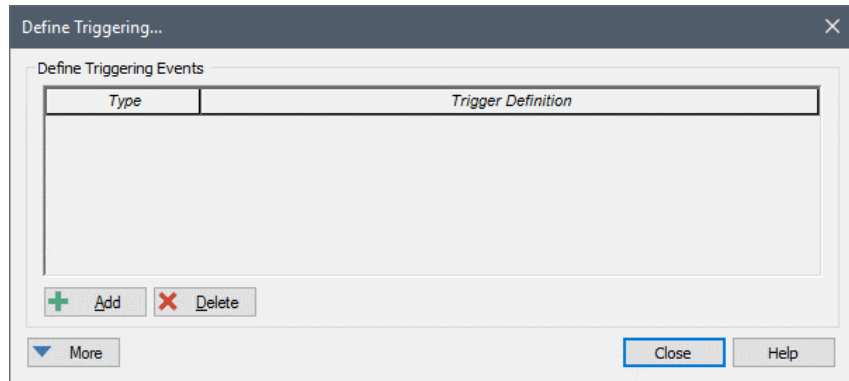 Define Triggering...
Define Triggering Events
Type Trigger Definition
Add Delete
More Close Help